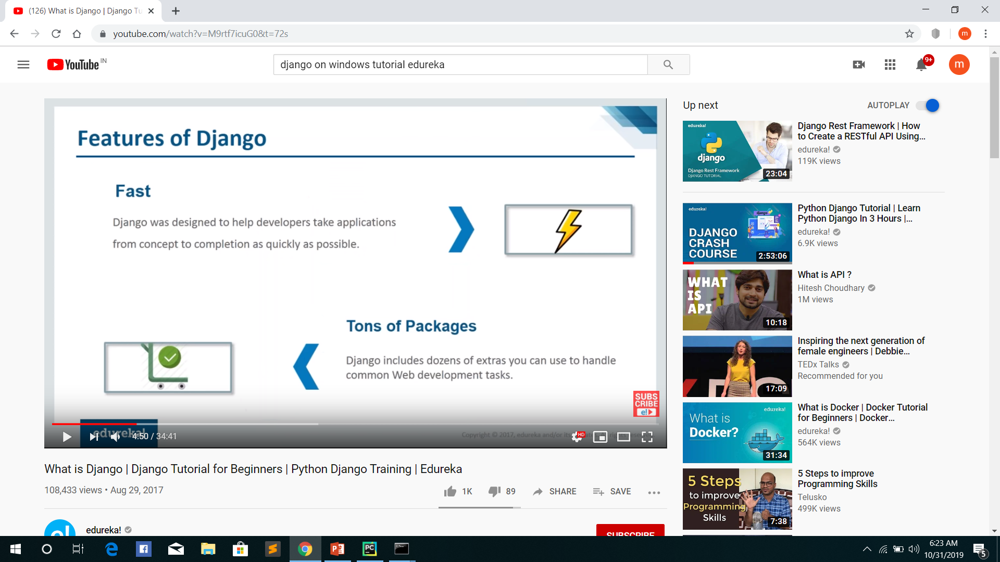 (126) What is Django | Django Tu
youtube.com/watch?v=M9rtf7icuG0&t=72s
m
YouTube IN
django on windows tutorial edureka
9+
m
Features of Django
Fast
Django was designed to help developers take applications
from concept to completion as quickly as possible.
Tons of Packages
Django includes dozens of extras you can use to handle
common Web development tasks.
SUBS
CRIBE
e!
edureka!
4:50 / 34:41
Copyright © 2017, edureka and/or its
HD
What is Django | Django Tutorial for Beginners | Python Django Training | Edureka
108,433 views • Aug 29, 2017
1K
89
SHARE
SAVE
edureka!
SUBSCRIBE
Up next
AUTOPLAY
edureka!
django
Django Rest Framework
DJANGO TUTORIAL
23:04
Django Rest Framework | How
to Create a RESTful API Using...
edureka!
119K views
edureka!
django
DJANGO
CRASH
COURSE
2:53:06
Python Django Tutorial | Learn
Python Django In 3 Hours |...
edureka!
6.9K views
WHAT
IS
API
10:18
What is API ?
Hitesh Choudhary
1M views
17:09
Inspiring the next generation of
female engineers | Debbie...
TEDx Talks
Recommended for you
edureka!
What is
Docker?
31:34
What is Docker | Docker Tutorial
for Beginners | Docker...
edureka!
564K views
5 Steps
to improve
Programming
Skills
7:38
5 Steps to improve
Programming Skills
Telusko
499K views
PC
6:23 AM
10/31/2019
5